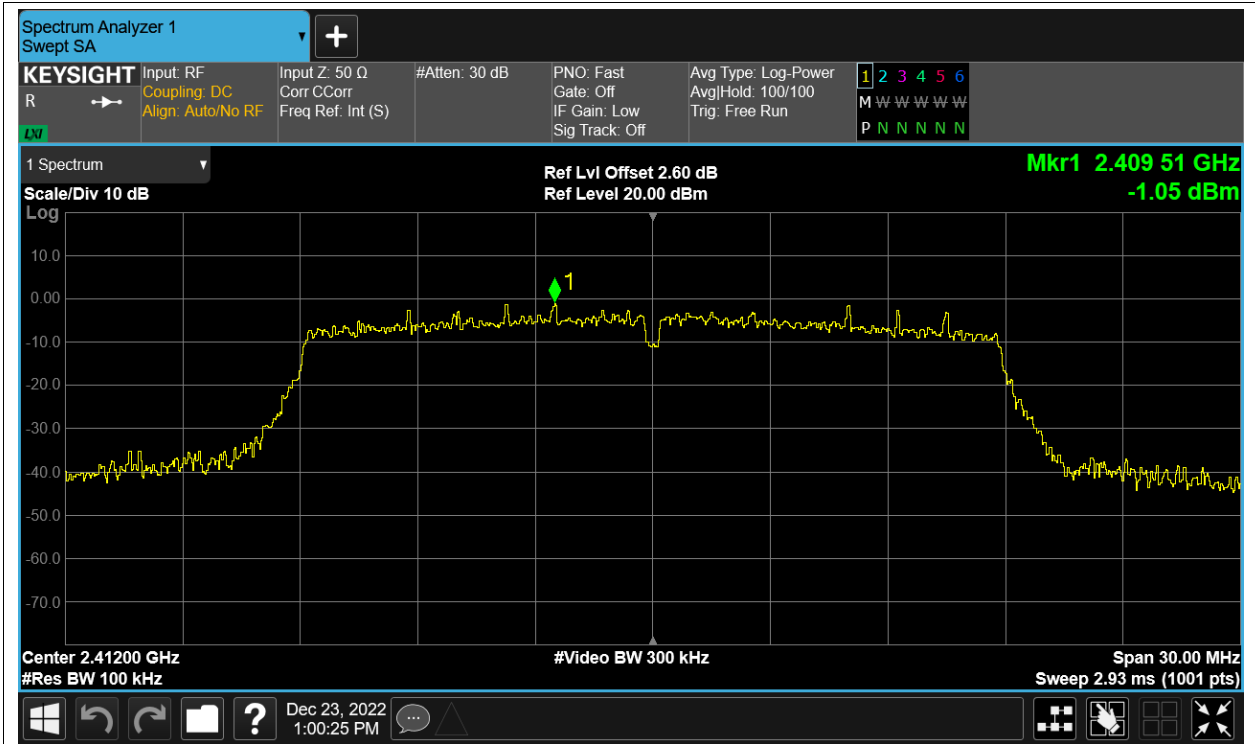 Spectrum Analyzer 1
Swept SA
KEYSIGHT
R
LXI
Input: RF
Coupling: DC
Align: Auto/No RF
Input Z: 50 Ω
Corr CCorr
Freq Ref: Int (S)
#Atten: 30 dB
PNO: Fast
Gate: Off
IF Gain: Low
Sig Track: Off
Avg Type: Log-Power
Avg|Hold: 100/100
Trig: Free Run
1 2 3 4 5 6
M W W W W W
P N N N N N
1 Spectrum
Scale/Div 10 dB
Log
Ref Lvl Offset 2.60 dB
Ref Level 20.00 dBm
Mkr1 2.409 51 GHz
-1.05 dBm
10.0
0.00
-10.0
-20.0
-30.0
-40.0
-50.0
-60.0
-70.0
1
Center 2.41200 GHz
#Res BW 100 kHz
#Video BW 300 kHz
Span 30.00 MHz
Sweep 2.93 ms (1001 pts)
?
Dec 23, 2022
1:00:25 PM